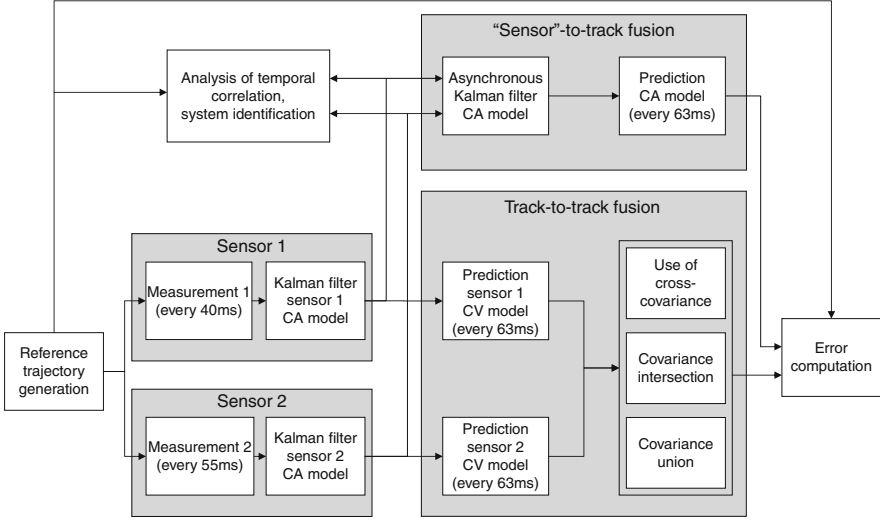 “Sensor”-to-track fusion
Analysis of temporal
correlation,
system identification
Asynchronous
Kalman filter
CA model
Prediction
CA model
(every 63ms)
Track-to-track fusion
Sensor 1
Measurement 1
(every 40ms)
Kalman filter
sensor 1
CA model
Prediction
sensor 1
CV model
(every 63ms)
Use of
cross-
covariance
Reference
trajectory
generation
Covariance
intersection
Error
computation
Sensor 2
Measurement 2
(every 55ms)
Kalman filter
sensor 2
CA model
Prediction
sensor 2
CV model
(every 63ms)
Covariance
union